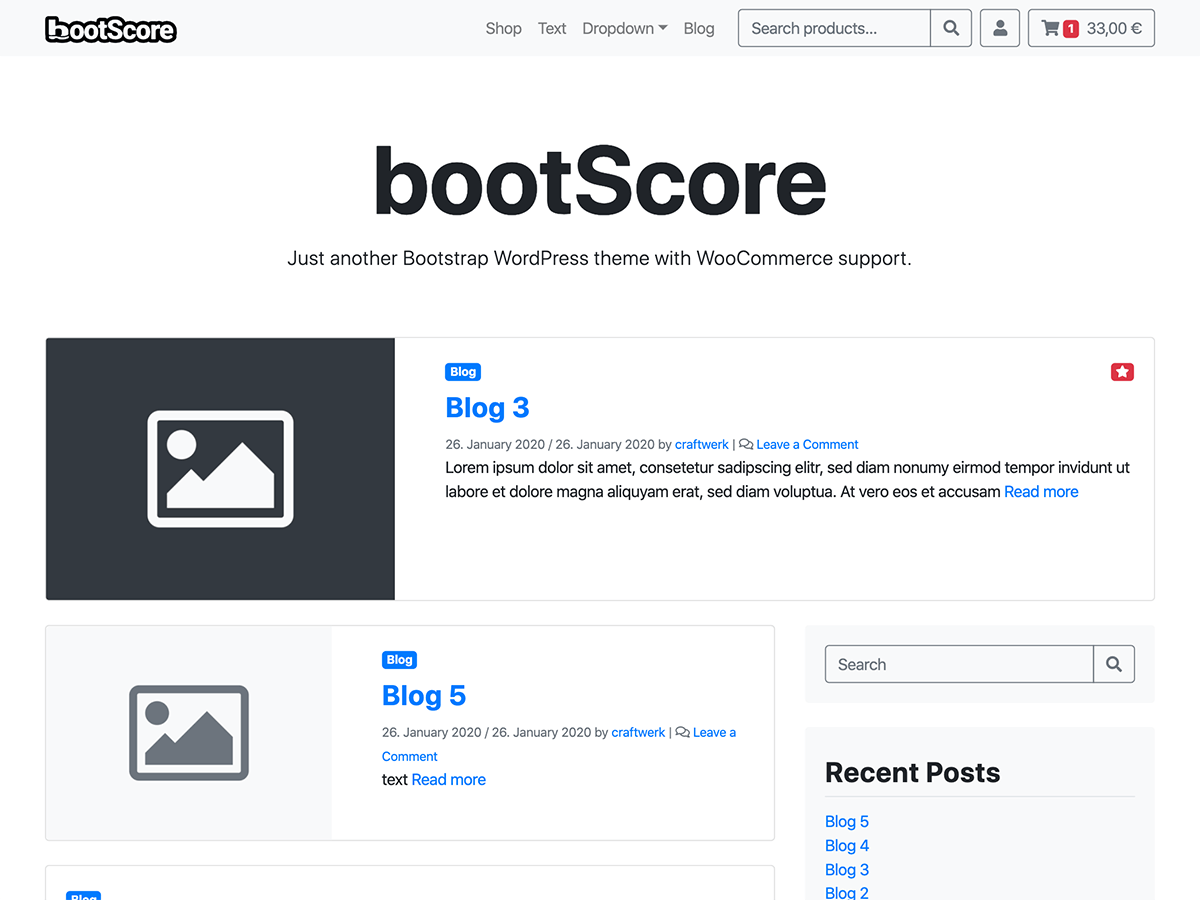 bootScore
Shop Text Dropdown Blog Search products... 1 33,00 €
bootScore
Just another Bootstrap WordPress theme with WooCommerce support.
Blog
Blog 3
26. January 2020 / 26. January 2020 by craftwerk | Leave a Comment
Lorem ipsum dolor sit amet, consetetur sadipscing elitr, sed diam nonumy eirmod tempor invidunt ut
labore et dolore magna aliquyam erat, sed diam voluptua. At vero eos et accusam Read more
Blog
Blog 5
26. January 2020 / 26. January 2020 by craftwerk | Leave a
Comment
text Read more
Blog
Search
Recent Posts
Blog 5
Blog 4
Blog 3
Blog 2